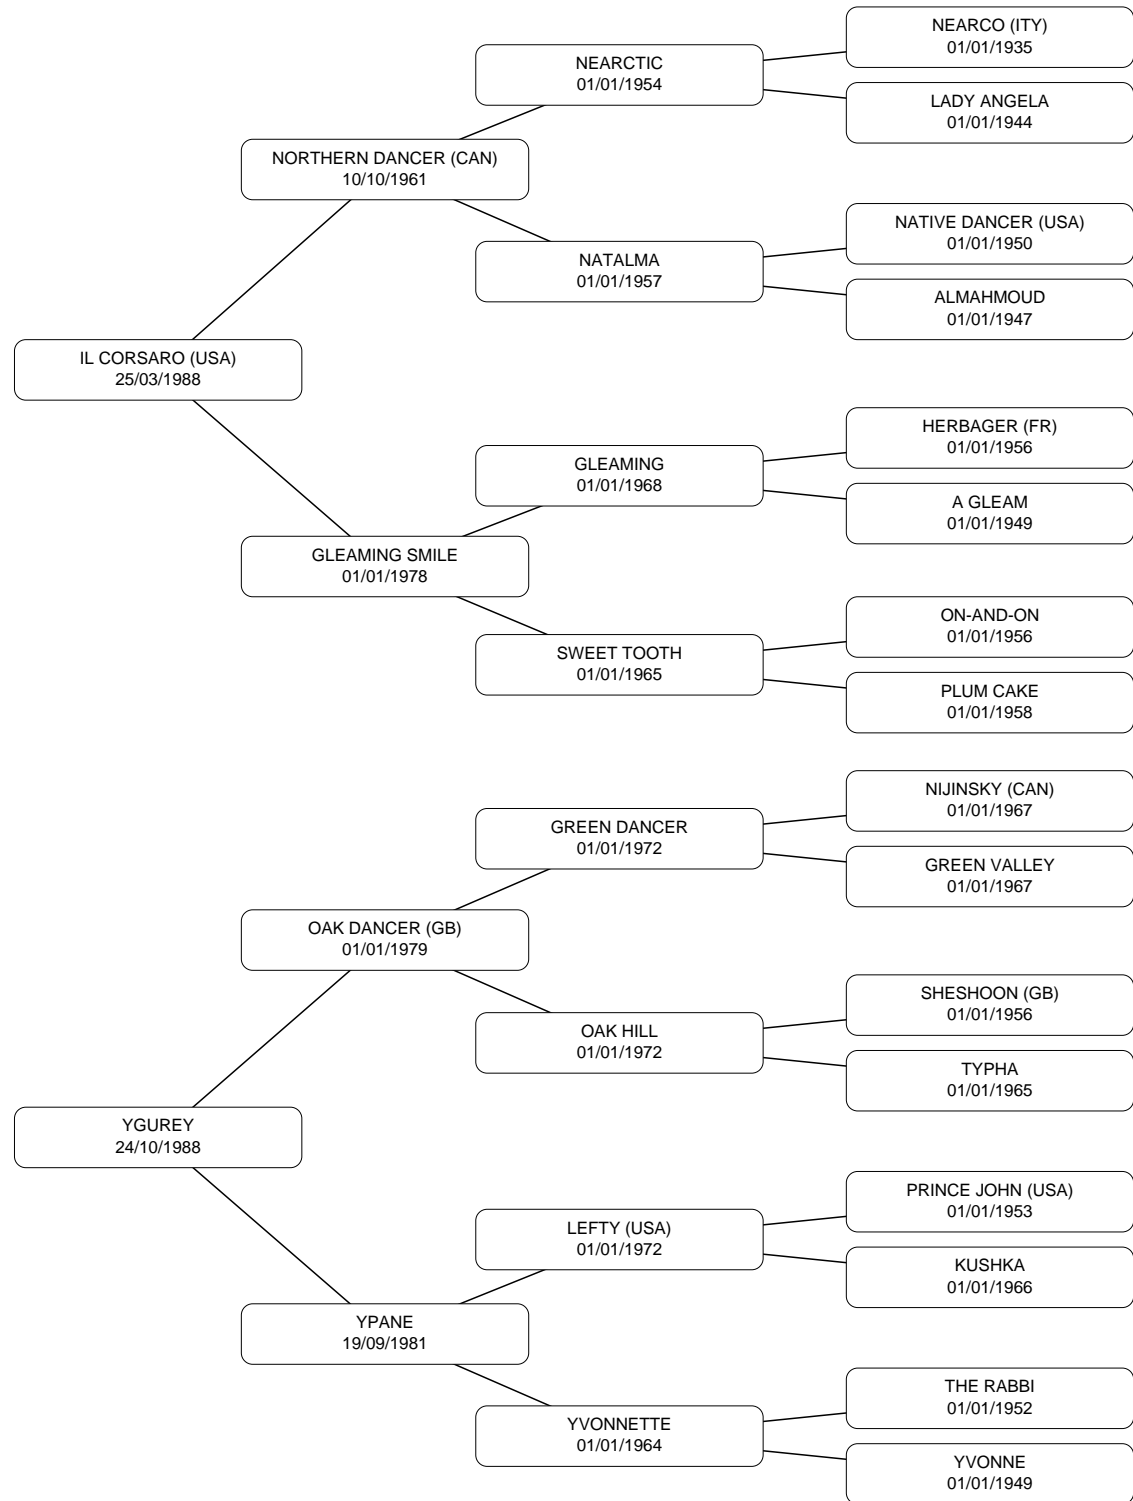 NEARCO (ITY)
01/01/1935
NEARCTIC
01/01/1954
LADY ANGELA
01/01/1944
NORTHERN DANCER (CAN)
10/10/1961
NATIVE DANCER (USA)
01/01/1950
NATALMA
01/01/1957
ALMAHMOUD
01/01/1947
IL CORSARO (USA)
25/03/1988
HERBAGER (FR)
01/01/1956
GLEAMING
01/01/1968
A GLEAM
01/01/1949
GLEAMING SMILE
01/01/1978
ON-AND-ON
01/01/1956
SWEET TOOTH
01/01/1965
PLUM CAKE
01/01/1958
NIJINSKY (CAN)
01/01/1967
GREEN DANCER
01/01/1972
GREEN VALLEY
01/01/1967
OAK DANCER (GB)
01/01/1979
SHESHOON (GB)
01/01/1956
OAK HILL
01/01/1972
TYPHA
01/01/1965
YGUREY
24/10/1988
PRINCE JOHN (USA)
01/01/1953
LEFTY (USA)
01/01/1972
KUSHKA
01/01/1966
YPANE
19/09/1981
THE RABBI
01/01/1952
YVONNETTE
01/01/1964
YVONNE
01/01/1949